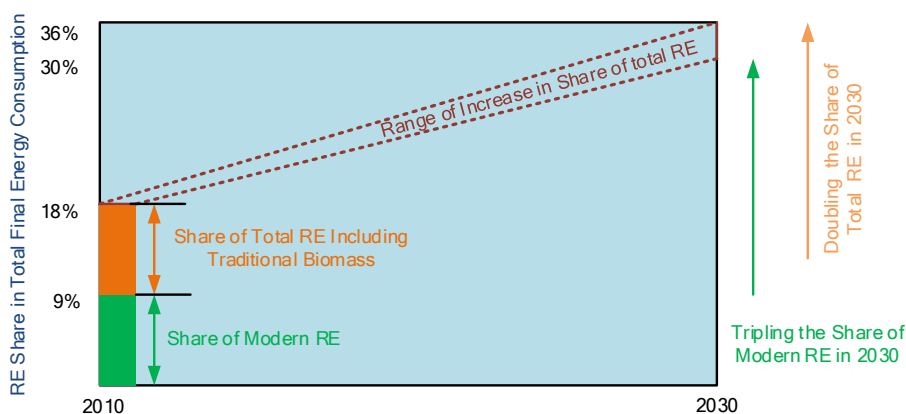 RE Share in Total Final Energy Consumption
36%
30%
18%
9%
Range of Increase in Share of total RE
Share of Total RE Including
Traditional Biomass
Share of Modern RE
2010
2030
Doubling the Share of
Total RE in 2030
Tripling the Share of
Modern RE in 2030